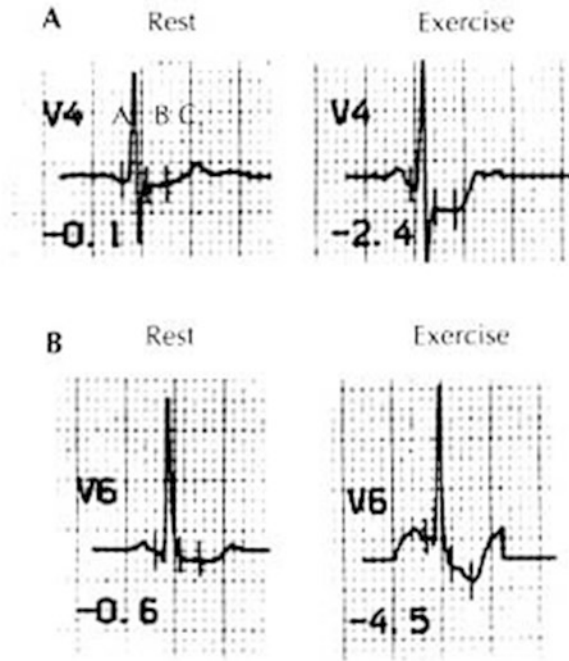 A Rest Exercise
V4 A B C V4
-0.1 -2.4
B Rest Exercise
V6 V6
-0.6 -4.5